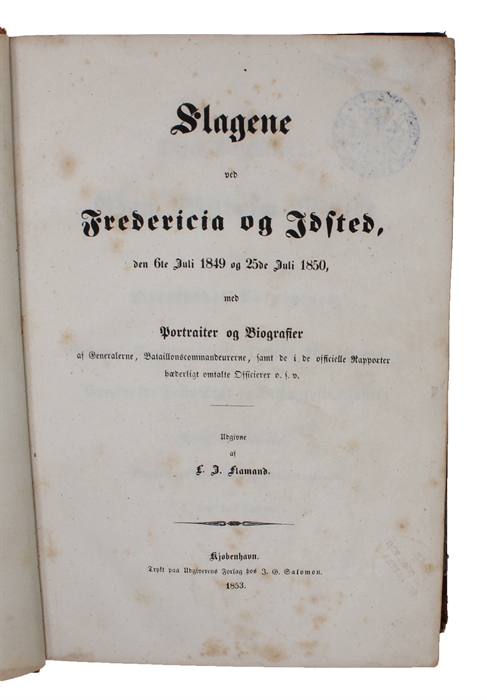 Slagene
ved
Fredericia og Idsted,
den 6te Juli 1849 og 25de Juli 1850,
med
Portraiter og Biografier
af Generalerne, Bataillonscommandeurerne, samt de i de officielle Rapporter
hæderligt omtalte Officierer o. s. v.
Udgivne
af
L. J. Flamand.
Kjøbenhavn.
Trykt paa Udgiverens Forlag hos J. G. Salomon.
1853.